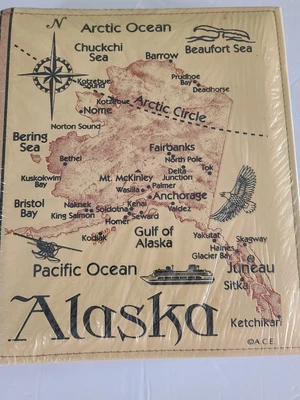 N
Arctic Ocean
Chuckchi
Sea
Barrow
Beaufort Sea
Prudhoe
Bay
Deadhorse
Kotzebue
Sound
Kotzebue
Nome
Arctic Circle
Norton Sound
Bering
Sea
Fairbanks
North Pole
Delta
Junction
Tok
Bethel
Mt. McKinley
Kuskokwim
Bay
Wasilla
Palmer
Anchorage
Bristol
Bay
Naknek
King Salmon
Kenai
Soldotna
Valdez
Seward
Homer
Kodiak
Gulf of
Alaska
Yakutat
Skagway
Haines
Glacier Bay
Pacific Ocean
Juneau
Sitka
Alaska
Ketchikan
©A.C.E.